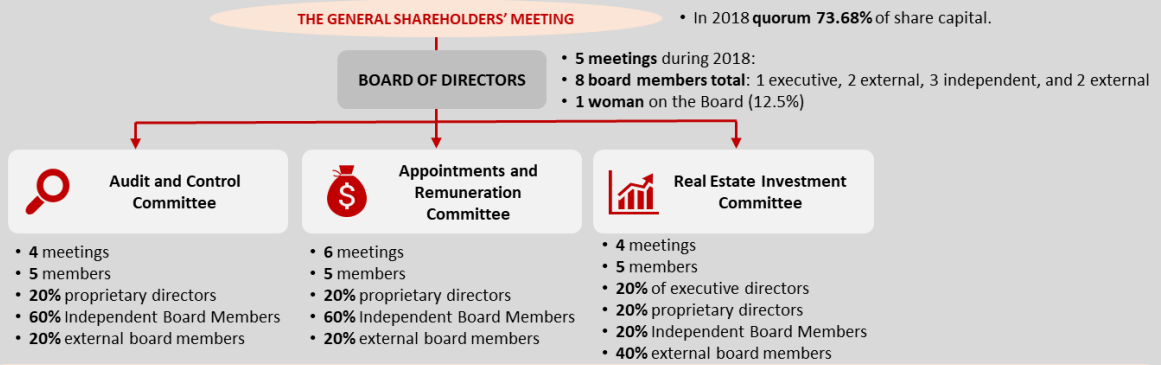 THE GENERAL SHAREHOLDERS’ MEETING
• In 2018 quorum 73.68% of share capital.
BOARD OF DIRECTORS
• 5 meetings during 2018:
• 8 board members total: 1 executive, 2 external, 3 independent, and 2 external
• 1 woman on the Board (12.5%)
Audit and Control
Committee
• 4 meetings
• 5 members
• 20% proprietary directors
• 60% Independent Board Members
• 20% external board members
$
Appointments and
Remuneration
Committee
• 6 meetings
• 5 members
• 20% proprietary directors
• 60% Independent Board Members
• 20% external board members
Real Estate Investment
Committee
• 4 meetings
• 5 members
• 20% of executive directors
• 20% proprietary directors
• 20% Independent Board Members
• 40% external board members